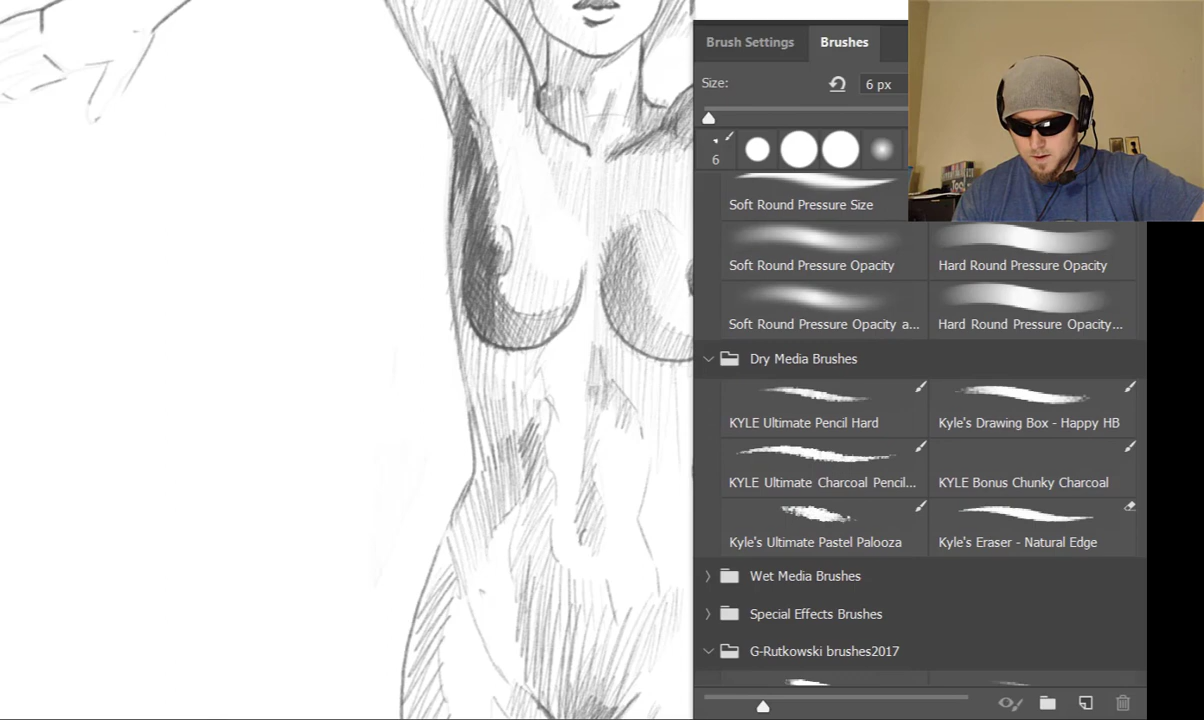 Brush Settings
Brushes
Size:
6 px
6
Soft Round Pressure Size
Soft Round Pressure Opacity
Hard Round Pressure Opacity
Soft Round Pressure Opacity a...
Hard Round Pressure Opacity...
Dry Media Brushes
KYLE Ultimate Pencil Hard
Kyle's Drawing Box - Happy HB
KYLE Ultimate Charcoal Pencil...
KYLE Bonus Chunky Charcoal
Kyle's Ultimate Pastel Palooza
Kyle's Eraser - Natural Edge
Wet Media Brushes
Special Effects Brushes
G-Rutkowski brushes2017